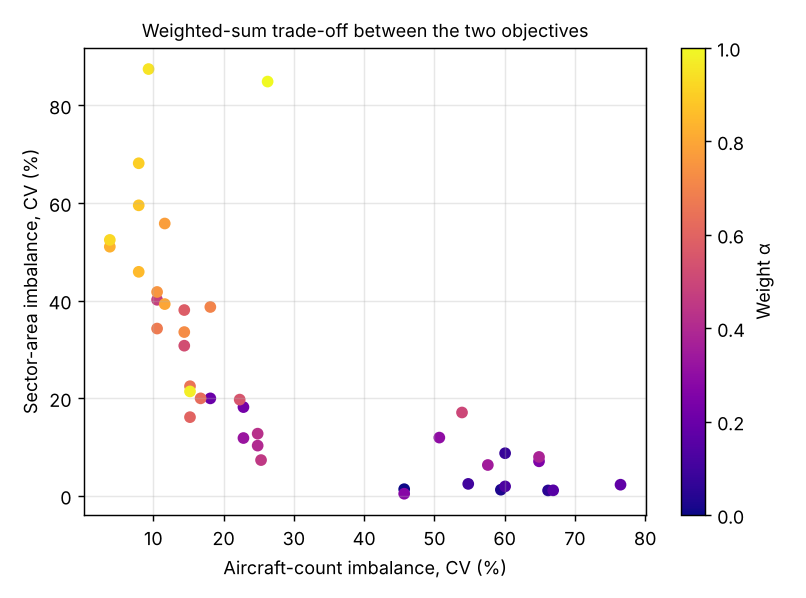 Weighted-sum trade-off between the two objectives
Sector-area imbalance, CV (%)
80
60
40
20
0
10 20 30 40 50 60 70 80
Aircraft-count imbalance, CV (%)
1.0
0.8
0.6
0.4
0.2
0.0
Weight α